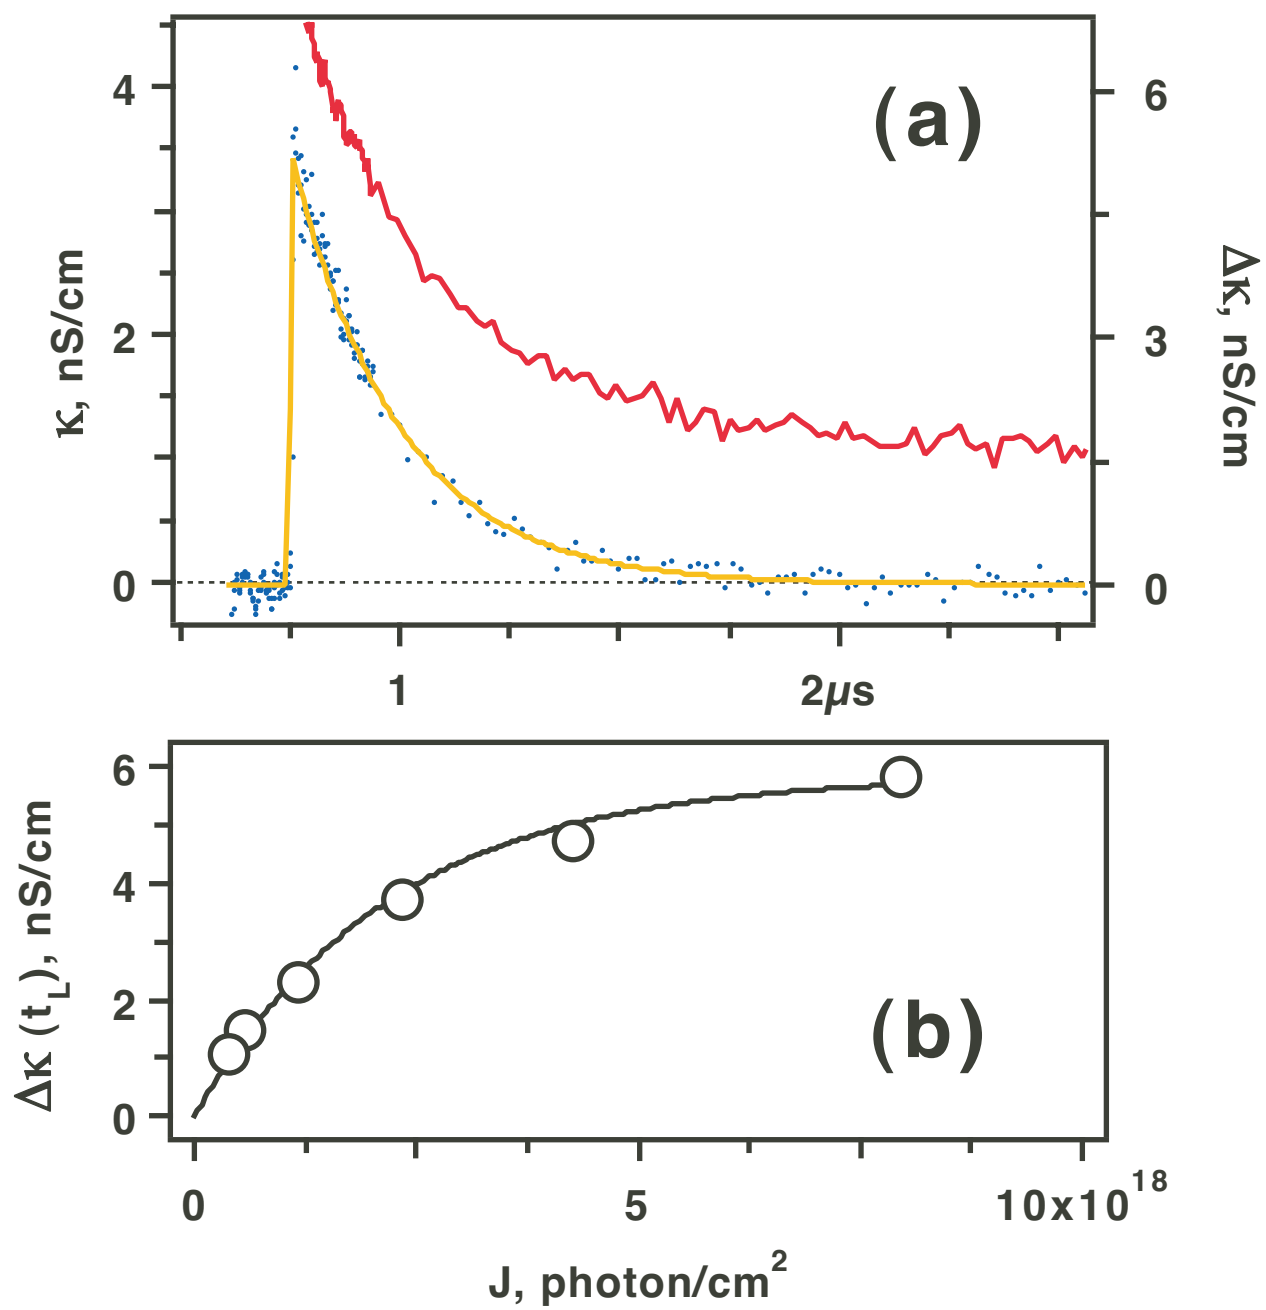 (a)
4
2
0
κ, nS/cm
6
3
0
Δκ, nS/cm
1
2μs
(b)
6
4
2
0
Δκ (t_L), nS/cm
0
5
10x10^18
J, photon/cm^2